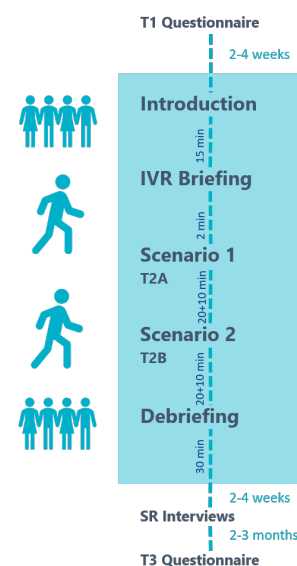 T1 Questionnaire
2-4 weeks
Introduction
15 min
IVR Briefing
2 min
Scenario 1
T2A
20+10 min
Scenario 2
T2B
20+10 min
Debriefing
30 min
2-4 weeks
SR Interviews
2-3 months
T3 Questionnaire